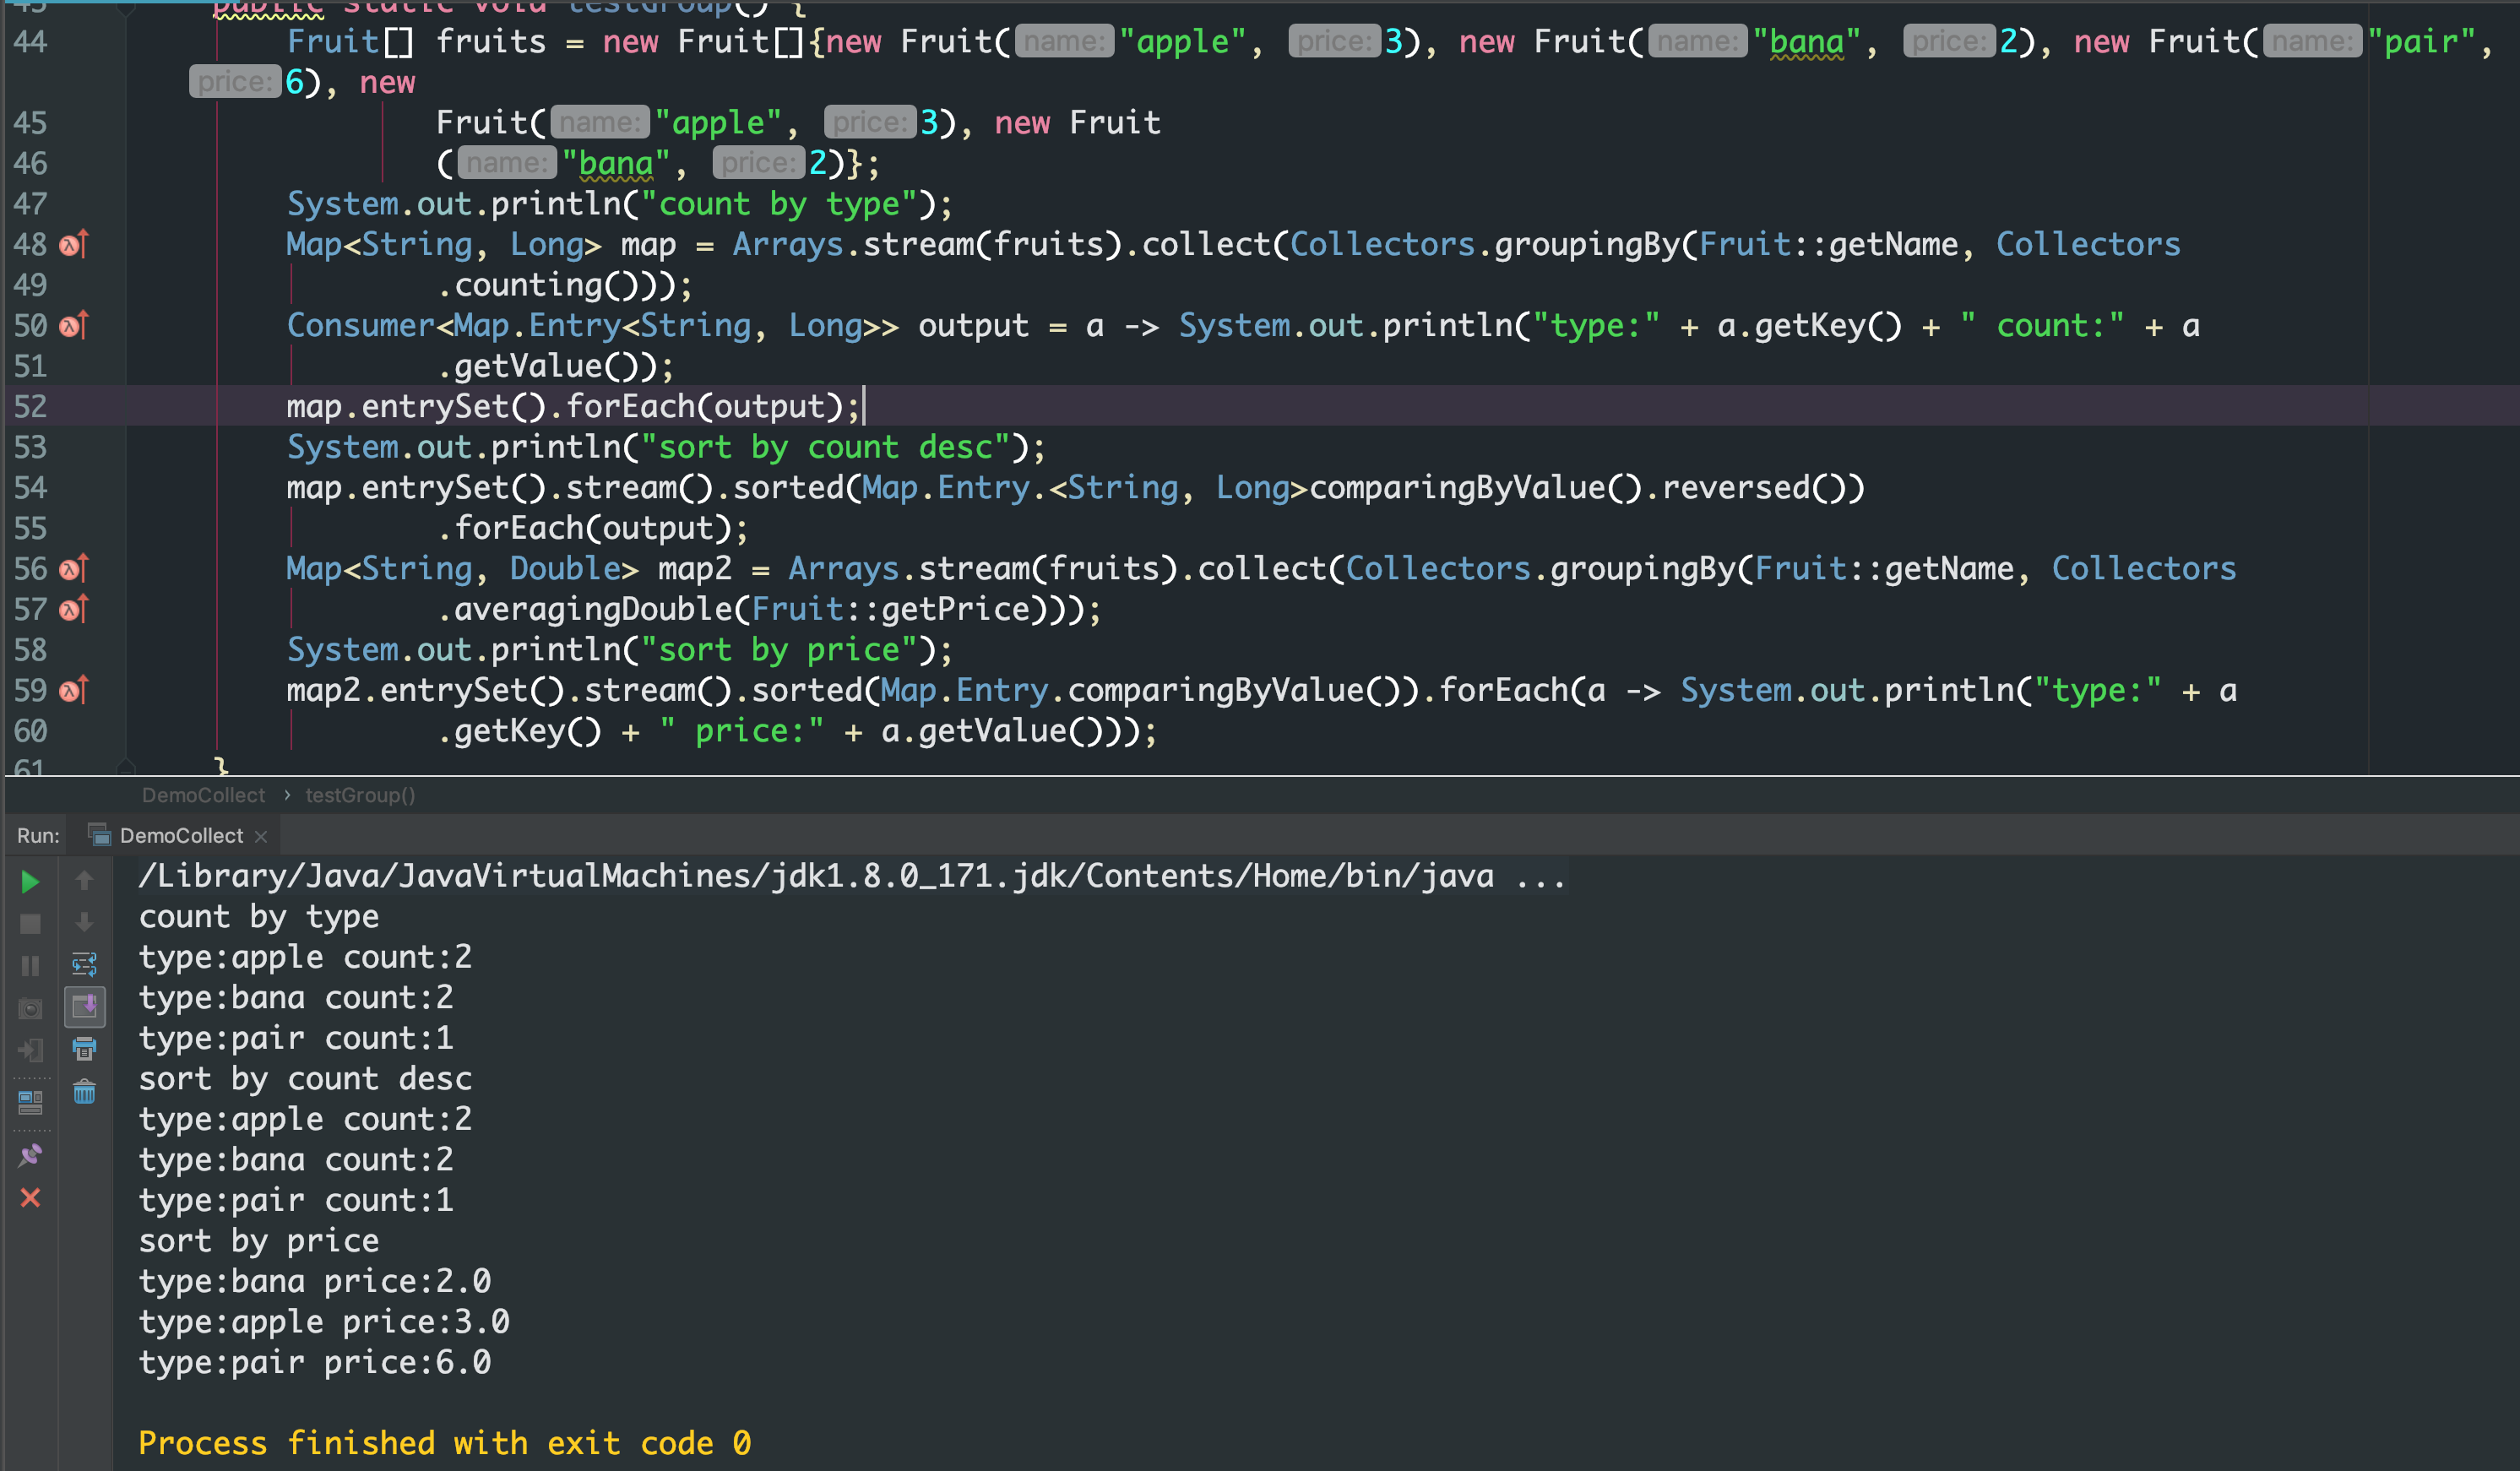 43 public static void testGroup() {
44 Fruit[] fruits = new Fruit[]{new Fruit( name: "apple", price: 3), new Fruit( name: "bana", price: 2), new Fruit( name: "pair",
price: 6), new
45 Fruit( name: "apple", price: 3), new Fruit
46 ( name: "bana", price: 2)};
47 System.out.println("count by type");
48 Map<String, Long> map = Arrays.stream(fruits).collect(Collectors.groupingBy(Fruit::getName, Collectors
49 .counting()));
50 Consumer<Map.Entry<String, Long>> output = a -> System.out.println("type:" + a.getKey() + " count:" + a
51 .getValue());
52 map.entrySet().forEach(output);
53 System.out.println("sort by count desc");
54 map.entrySet().stream().sorted(Map.Entry.<String, Long>comparingByValue().reversed())
55 .forEach(output);
56 Map<String, Double> map2 = Arrays.stream(fruits).collect(Collectors.groupingBy(Fruit::getName, Collectors
57 .averagingDouble(Fruit::getPrice)));
58 System.out.println("sort by price");
59 map2.entrySet().stream().sorted(Map.Entry.comparingByValue()).forEach(a -> System.out.println("type:" + a
60 .getKey() + " price:" + a.getValue()));
61 }
DemoCollect › testGroup()
Run: DemoCollect
/Library/Java/JavaVirtualMachines/jdk1.8.0_171.jdk/Contents/Home/bin/java ...
count by type
type:apple count:2
type:bana count:2
type:pair count:1
sort by count desc
type:apple count:2
type:bana count:2
type:pair count:1
sort by price
type:bana price:2.0
type:apple price:3.0
type:pair price:6.0
Process finished with exit code 0